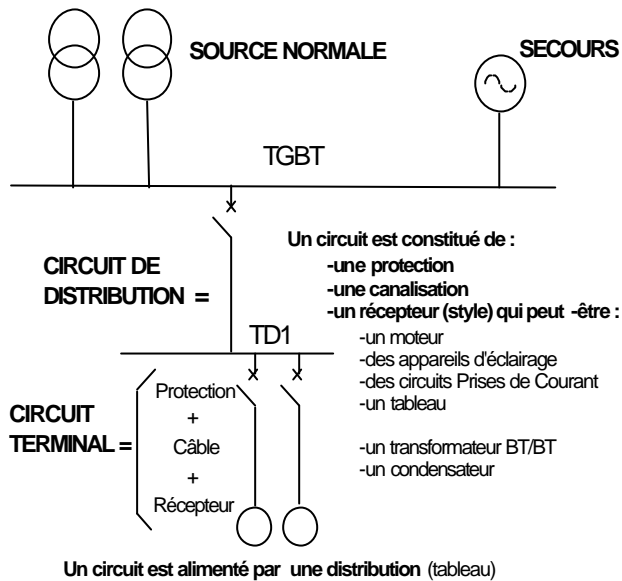 SOURCE NORMALE
SECOURS
TGBT
Un circuit est constitué de :
-une protection
-une canalisation
-un récepteur (style) qui peut -être :
-un moteur
-des appareils d'éclairage
-des circuits Prises de Courant
-un tableau
-un transformateur BT/BT
-un condensateur
CIRCUIT DE
DISTRIBUTION =
TD1
CIRCUIT
TERMINAL =
Protection
+
Câble
+
Récepteur
Un circuit est alimenté par une distribution (tableau)